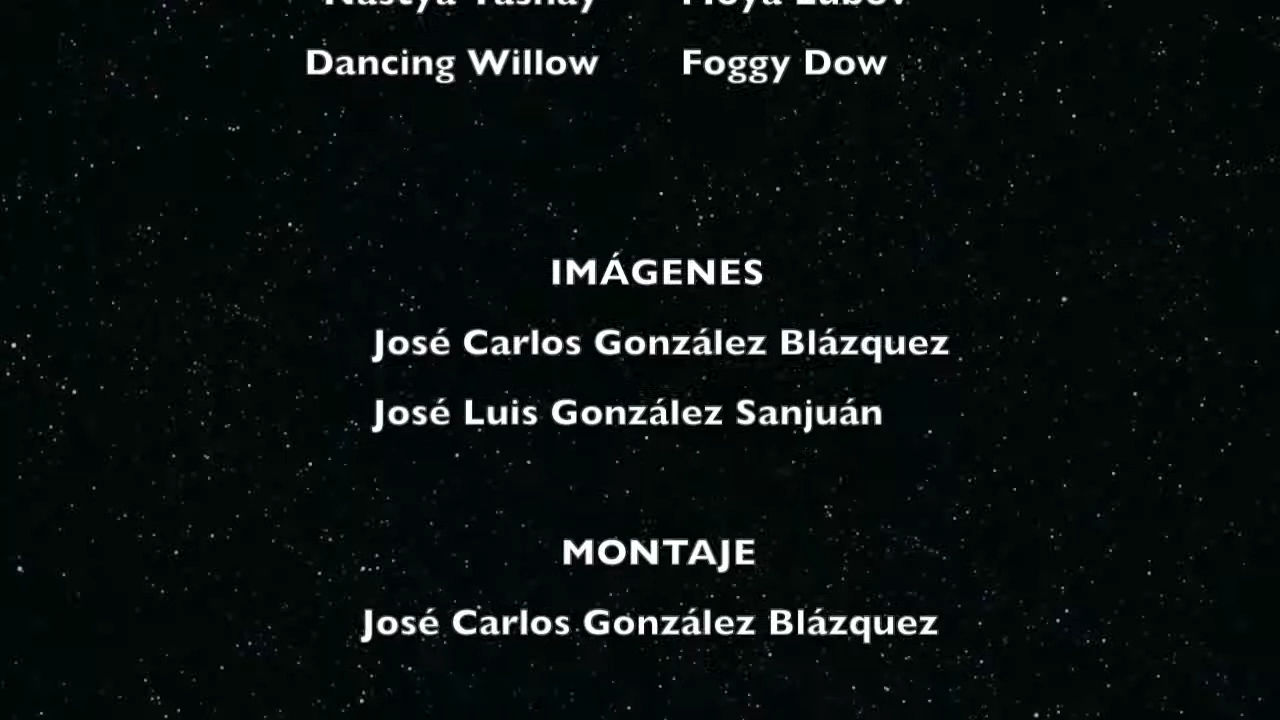 Dancing Willow Foggy Dow
IMÁGENES
José Carlos González Blázquez
José Luis González Sanjuán
MONTAJE
José Carlos González Blázquez